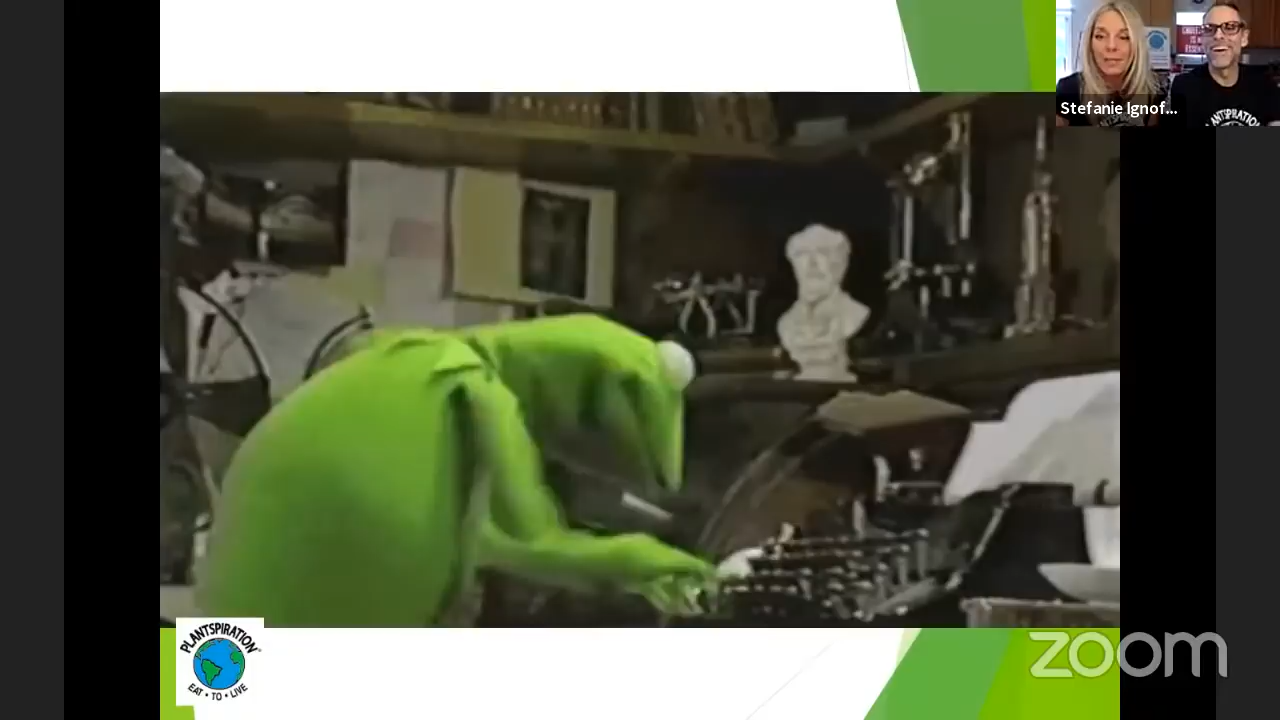 Stefanie Ignof...
PLANTSPIRATION
EAT • TO • LIVE
zoom